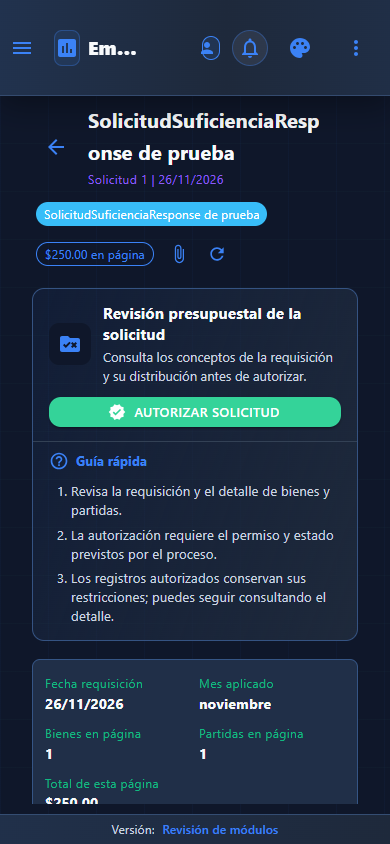 Em...
SolicitudSuficienciaResp
onse de prueba
Solicitud 1 | 26/11/2026
SolicitudSuficienciaResponse de prueba
$250.00 en página
Revisión presupuestal de la
solicitud
Consulta los conceptos de la requisición
y su distribución antes de autorizar.
AUTORIZAR SOLICITUD
Guía rápida
1. Revisa la requisición y el detalle de bienes y
partidas.
2. La autorización requiere el permiso y estado
previstos por el proceso.
3. Los registros autorizados conservan sus
restricciones; puedes seguir consultando el
detalle.
Fecha requisición
26/11/2026
Mes aplicado
noviembre
Bienes en página
1
Partidas en página
1
Total de esta página
$250.00
Versión: Revisión de módulos